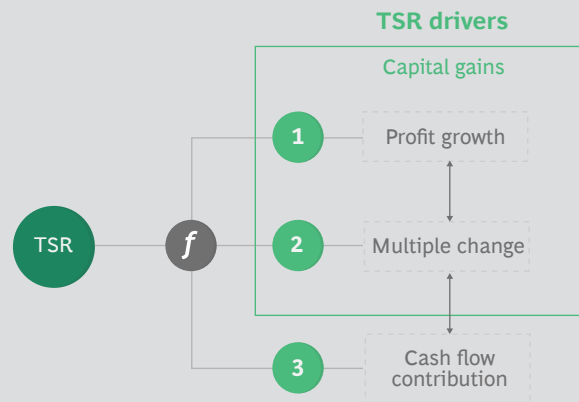 TSR drivers
Capital gains
1
Profit growth
TSR
f
2
Multiple change
3
Cash flow
contribution